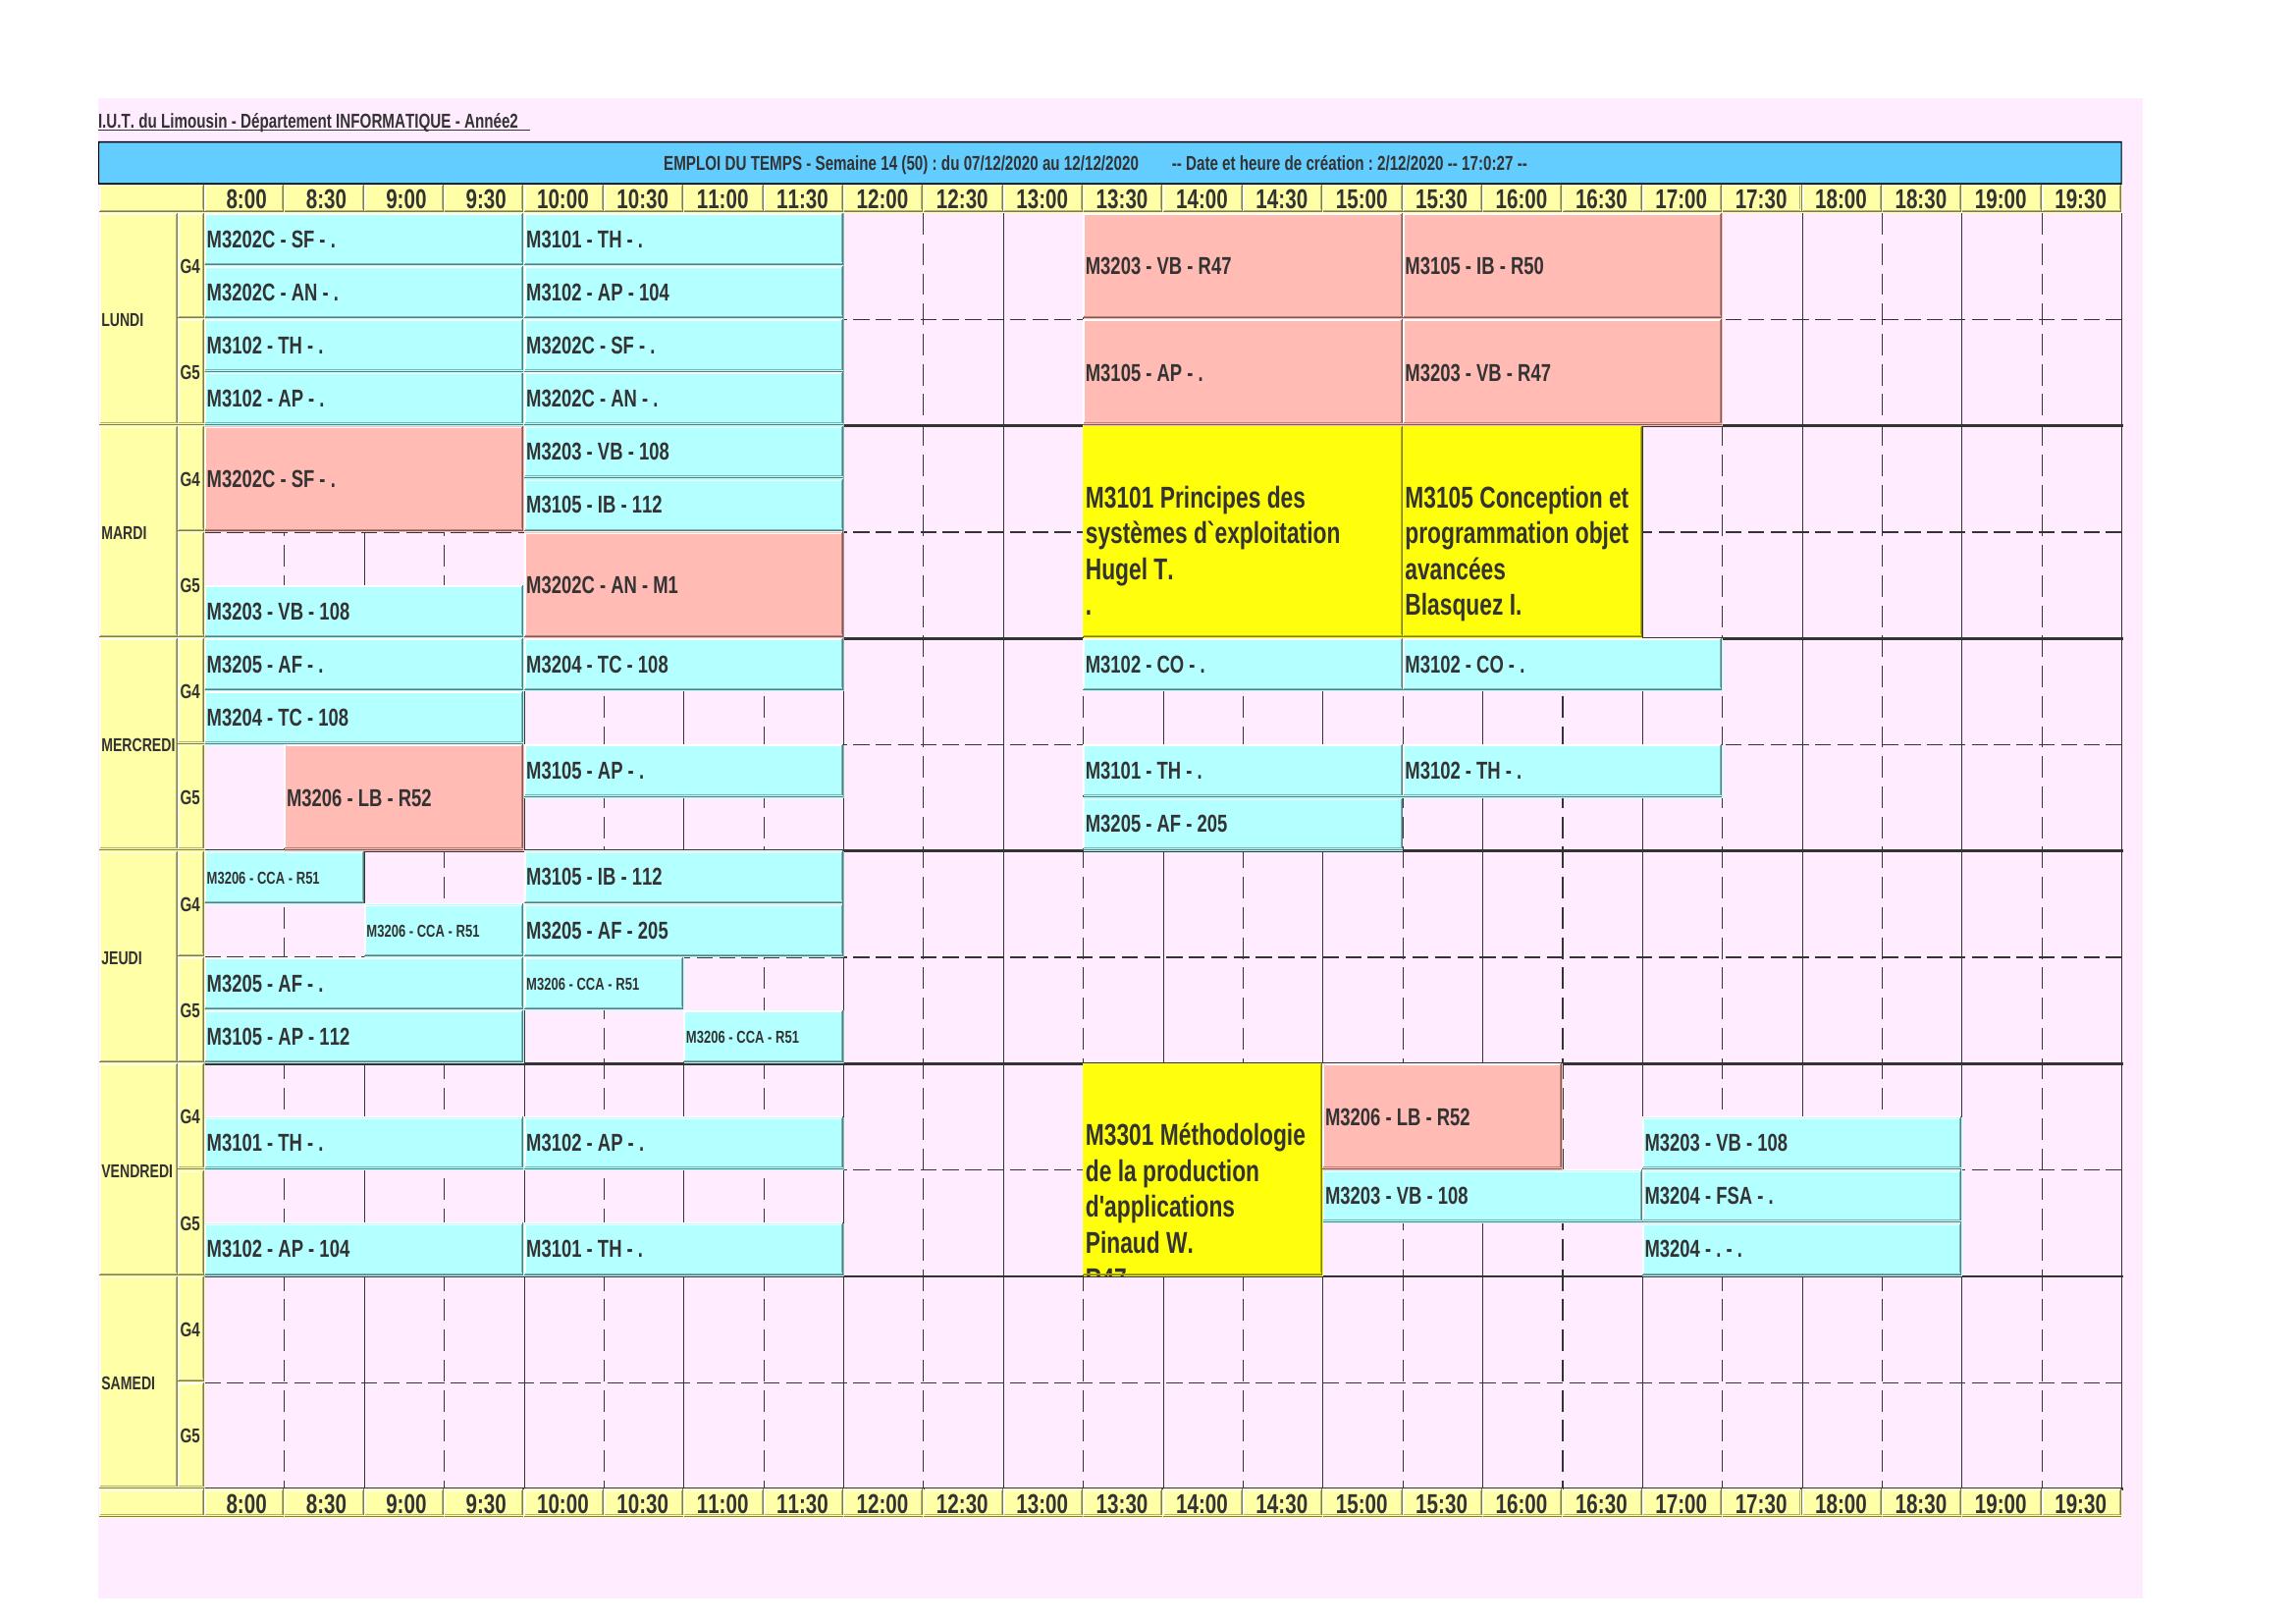 I.U.T. du Limousin - Département INFORMATIQUE - Année2
EMPLOI DU TEMPS - Semaine 14 (50) : du 07/12/2020 au 12/12/2020 -- Date et heure de création : 2/12/2020 -- 17:0:27 --
8:00 8:30 9:00 9:30 10:00 10:30 11:00 11:30 12:00 12:30 13:00 13:30 14:00 14:30 15:00 15:30 16:00 16:30 17:00 17:30 18:00 18:30 19:00 19:30
LUNDI
G4
M3202C - SF - . M3101 - TH - .
M3203 - VB - R47 M3105 - IB - R50
M3202C - AN - . M3102 - AP - 104
G5
M3102 - TH - . M3202C - SF - .
M3105 - AP - . M3203 - VB - R47
M3102 - AP - . M3202C - AN - .
MARDI
G4
M3202C - SF - .
M3203 - VB - 108
M3105 - IB - 112
G5
M3203 - VB - 108
M3202C - AN - M1
M3101 Principes des
systèmes d`exploitation
Hugel T.
.
M3105 Conception et
programmation objet
avancées
Blasquez I.
MERCREDI
G4
M3205 - AF - . M3204 - TC - 108 M3102 - CO - . M3102 - CO - .
M3204 - TC - 108
G5
M3206 - LB - R52
M3105 - AP - . M3101 - TH - . M3102 - TH - .
M3205 - AF - 205
JEUDI
G4
M3206 - CCA - R51 M3105 - IB - 112
M3206 - CCA - R51 M3205 - AF - 205
G5
M3205 - AF - . M3206 - CCA - R51
M3105 - AP - 112 M3206 - CCA - R51
VENDREDI
G4
M3101 - TH - . M3102 - AP - .
G5
M3102 - AP - 104 M3101 - TH - .
M3301 Méthodologie
de la production
d'applications
Pinaud W.
R47
M3206 - LB - R52
M3203 - VB - 108
M3203 - VB - 108 M3204 - FSA - .
M3204 - . - .
SAMEDI
G4
G5
8:00 8:30 9:00 9:30 10:00 10:30 11:00 11:30 12:00 12:30 13:00 13:30 14:00 14:30 15:00 15:30 16:00 16:30 17:00 17:30 18:00 18:30 19:00 19:30